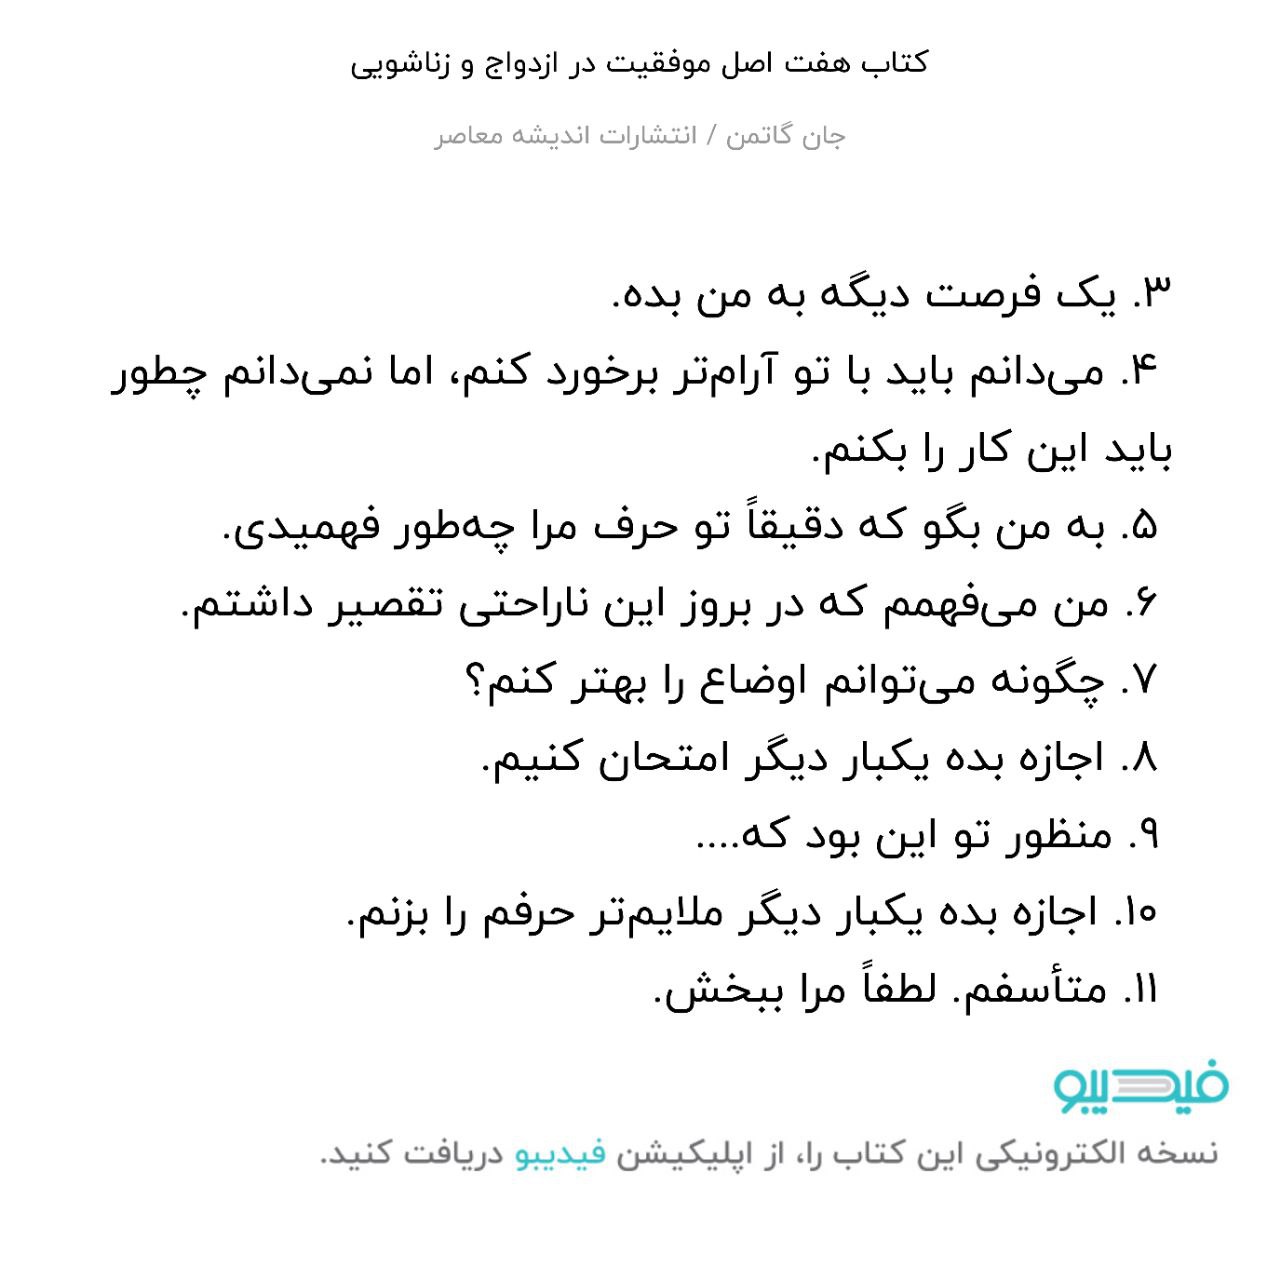 کتاب هفت اصل موفقیت در ازدواج و زناشویی
جان گاتمن / انتشارات اندیشه معاصر
۳. یک فرصت دیگه به من بده.
۴. می‌دانم باید با تو آرام‌تر برخورد کنم، اما نمی‌دانم چطور
باید این کار را بکنم.
۵. به من بگو که دقیقاً تو حرف مرا چه‌طور فهمیدی.
۶. من می‌فهمم که در بروز این ناراحتی تقصیر داشتم.
۷. چگونه می‌توانم اوضاع را بهتر کنم؟
۸. اجازه بده یکبار دیگر امتحان کنیم.
۹. منظور تو این بود که....
۱۰. اجازه بده یکبار دیگر ملایم‌تر حرفم را بزنم.
۱۱. متأسفم. لطفاً مرا ببخش.
فیدیبو
نسخه الکترونیکی این کتاب را، از اپلیکیشن فیدیبو دریافت کنید.